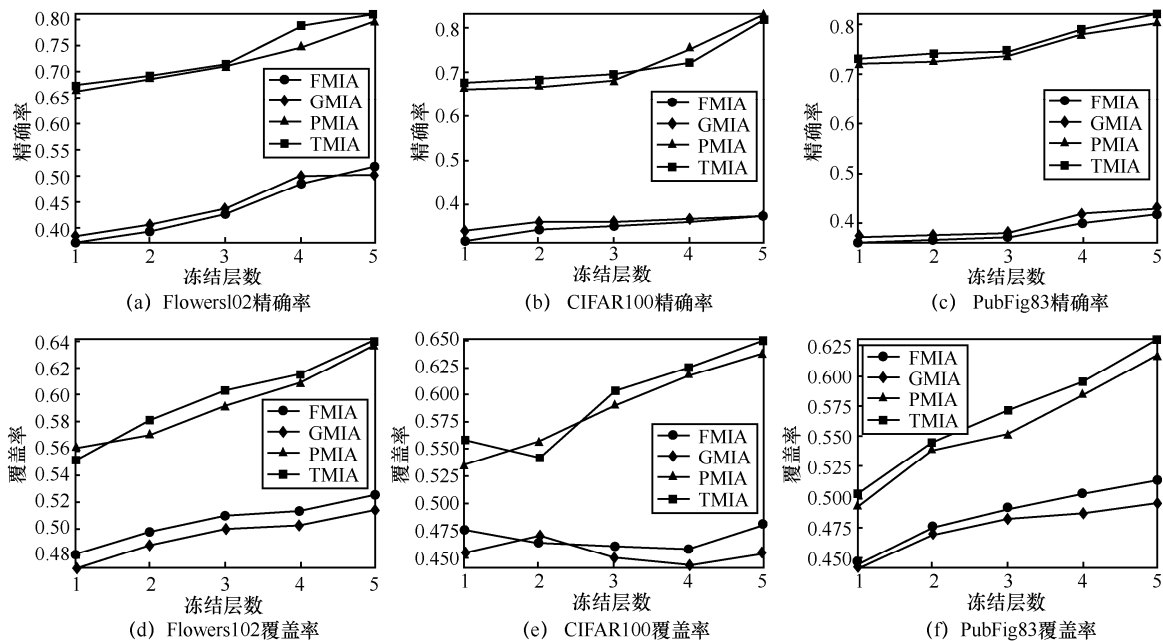 0.80
0.75
0.70
0.65
0.60
0.55
0.50
0.45
0.40
精确率
FMIA
GMIA
PMIA
TMIA
1 2 3 4 5
冻结层数
(a) Flowersl02精确率
0.8
0.7
0.6
0.5
0.4
精确率
FMIA
GMIA
PMIA
TMIA
1 2 3 4 5
冻结层数
(b) CIFAR100精确率
0.8
0.7
0.6
0.5
0.4
精确率
FMIA
GMIA
PMIA
TMIA
1 2 3 4 5
冻结层数
(c) PubFig83精确率
0.64
0.62
0.60
0.58
0.56
0.54
0.52
0.50
0.48
覆盖率
FMIA
GMIA
PMIA
TMIA
1 2 3 4 5
冻结层数
(d) Flowers102覆盖率
0.650
0.625
0.600
0.575
0.550
0.525
0.500
0.475
0.450
覆盖率
FMIA
GMIA
PMIA
TMIA
1 2 3 4 5
冻结层数
(e) CIFAR100覆盖率
0.625
0.600
0.575
0.550
0.525
0.500
0.475
0.450
覆盖率
FMIA
GMIA
PMIA
TMIA
1 2 3 4 5
冻结层数
(f) PubFig83覆盖率